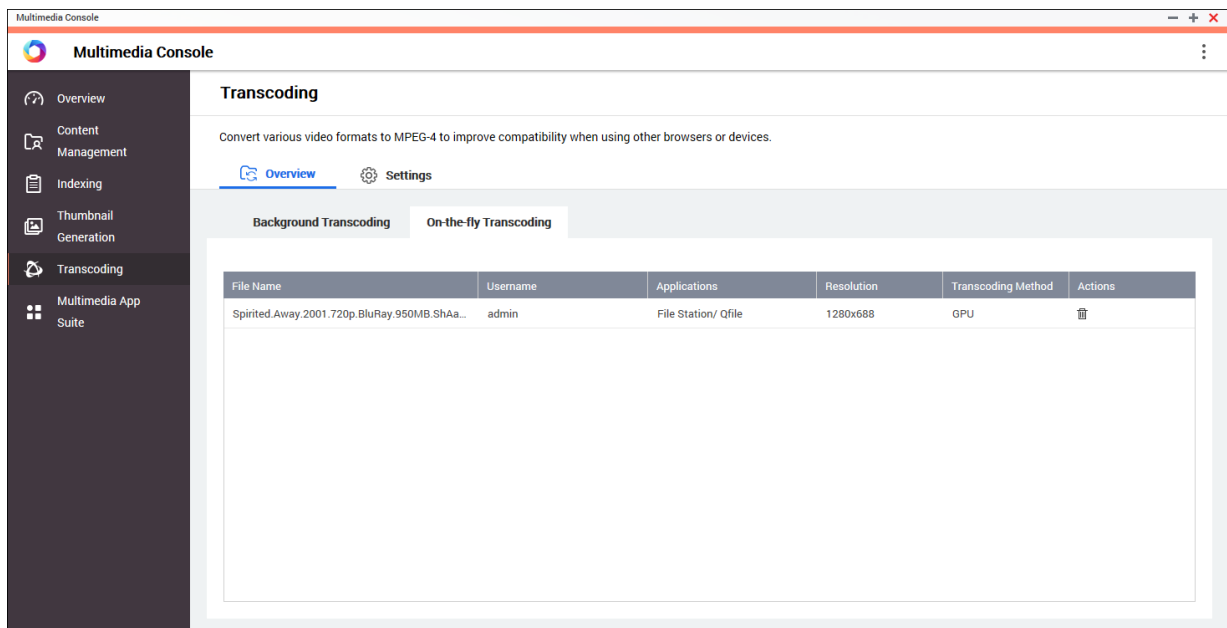 Multimedia Console
Multimedia Console
Overview
Content
Management
Indexing
Thumbnail
Generation
Transcoding
Multimedia App
Suite
Transcoding
Convert various video formats to MPEG-4 to improve compatibility when using other browsers or devices.
Overview Settings
Background Transcoding On-the-fly Transcoding
File Name Username Applications Resolution Transcoding Method Actions
Spirited.Away.2001.720p.BluRay.950MB.ShAa... admin File Station/ Qfile 1280x688 GPU